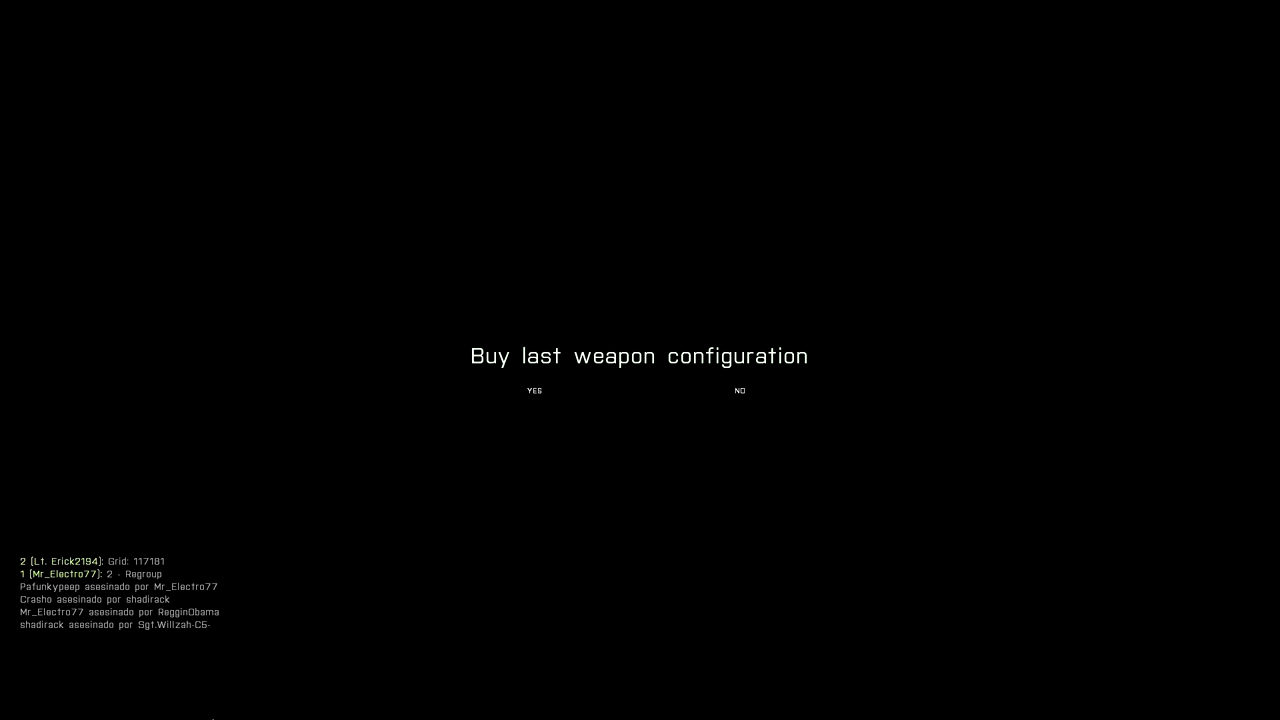 Buy last weapon configuration
YES NO
2 (Lt. Erick2194): Grid: 117181
1 (Mr_Electro77): 2 - Regroup
Pafunkypeep asesinado por Mr_Electro77
Crasho asesinado por shadirack
Mr_Electro77 asesinado por RegginObama
shadirack asesinado por Sgt.Willzah-C5-